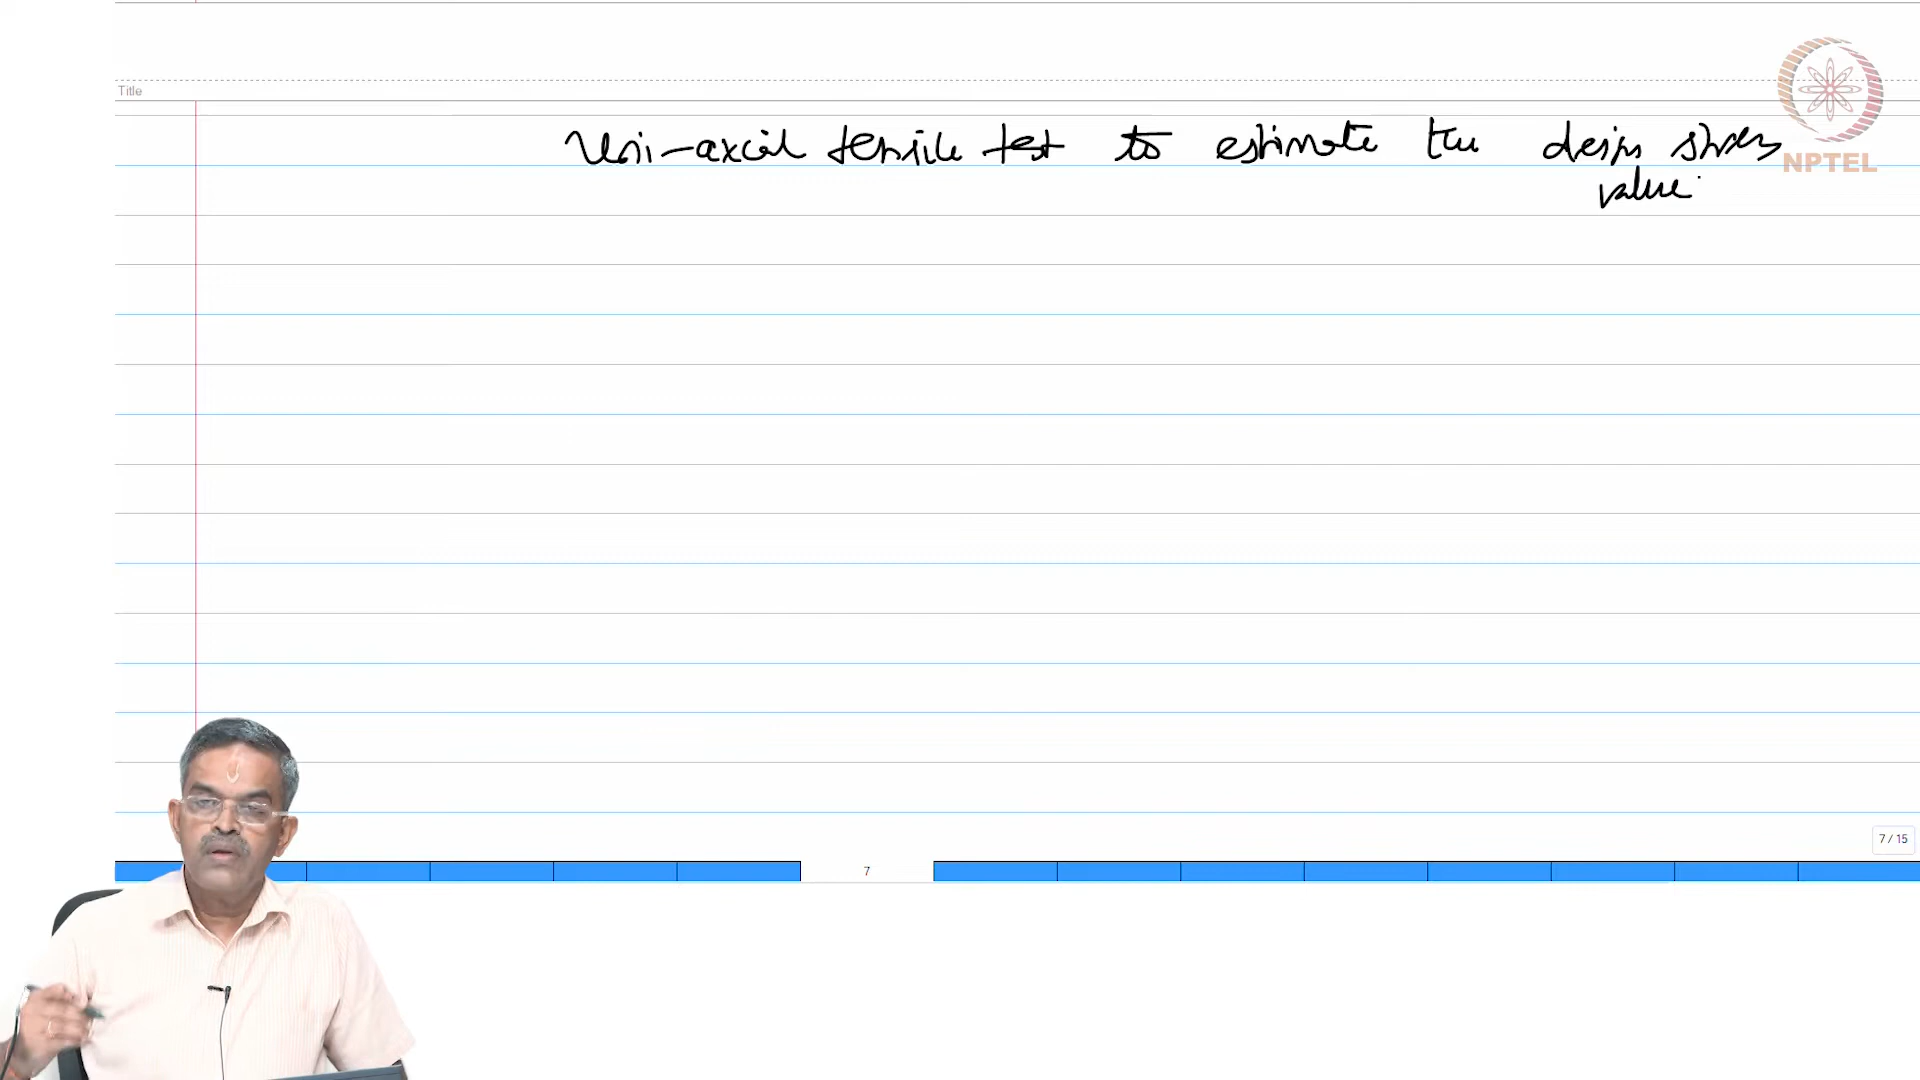 Title
Uni-axial tensile test to estimate the design stress
value
NPTEL
7/15
7